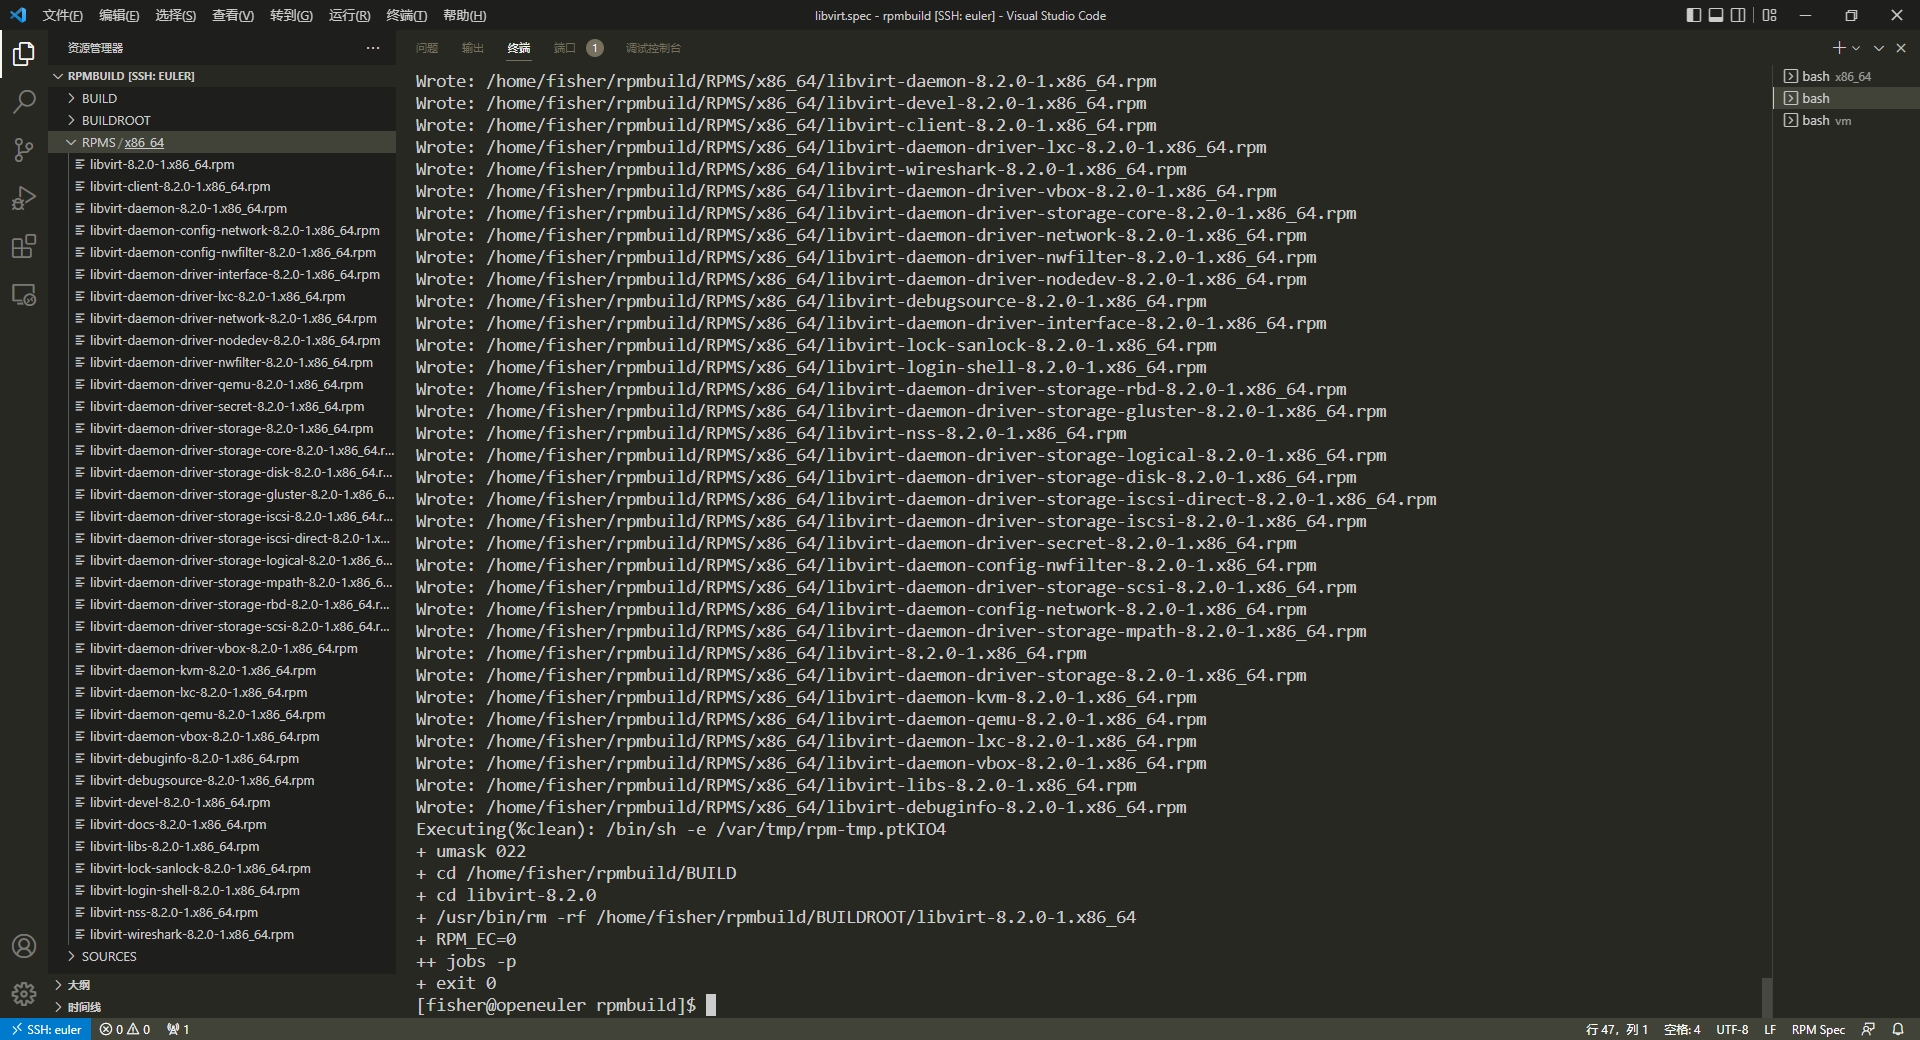 文件(F) 编辑(E) 选择(S) 查看(V) 转到(G) 运行(R) 终端(T) 帮助(H)
libvirt.spec - rpmbuild [SSH: euler] - Visual Studio Code
资源管理器
RPMBUILD [SSH: EULER]
BUILD
BUILDROOT
RPMS / x86_64
libvirt-8.2.0-1.x86_64.rpm
libvirt-client-8.2.0-1.x86_64.rpm
libvirt-daemon-8.2.0-1.x86_64.rpm
libvirt-daemon-config-network-8.2.0-1.x86_64.rpm
libvirt-daemon-config-nwfilter-8.2.0-1.x86_64.rpm
libvirt-daemon-driver-interface-8.2.0-1.x86_64.rpm
libvirt-daemon-driver-lxc-8.2.0-1.x86_64.rpm
libvirt-daemon-driver-network-8.2.0-1.x86_64.rpm
libvirt-daemon-driver-nodedev-8.2.0-1.x86_64.rpm
libvirt-daemon-driver-nwfilter-8.2.0-1.x86_64.rpm
libvirt-daemon-driver-qemu-8.2.0-1.x86_64.rpm
libvirt-daemon-driver-secret-8.2.0-1.x86_64.rpm
libvirt-daemon-driver-storage-8.2.0-1.x86_64.rpm
libvirt-daemon-driver-storage-core-8.2.0-1.x86_64.r...
libvirt-daemon-driver-storage-disk-8.2.0-1.x86_64.r...
libvirt-daemon-driver-storage-gluster-8.2.0-1.x86_6...
libvirt-daemon-driver-storage-iscsi-8.2.0-1.x86_64.r...
libvirt-daemon-driver-storage-iscsi-direct-8.2.0-1.x...
libvirt-daemon-driver-storage-logical-8.2.0-1.x86_6...
libvirt-daemon-driver-storage-mpath-8.2.0-1.x86_6...
libvirt-daemon-driver-storage-rbd-8.2.0-1.x86_64.r...
libvirt-daemon-driver-storage-scsi-8.2.0-1.x86_64.r...
libvirt-daemon-driver-vbox-8.2.0-1.x86_64.rpm
libvirt-daemon-kvm-8.2.0-1.x86_64.rpm
libvirt-daemon-lxc-8.2.0-1.x86_64.rpm
libvirt-daemon-qemu-8.2.0-1.x86_64.rpm
libvirt-daemon-vbox-8.2.0-1.x86_64.rpm
libvirt-debuginfo-8.2.0-1.x86_64.rpm
libvirt-debugsource-8.2.0-1.x86_64.rpm
libvirt-devel-8.2.0-1.x86_64.rpm
libvirt-docs-8.2.0-1.x86_64.rpm
libvirt-libs-8.2.0-1.x86_64.rpm
libvirt-lock-sanlock-8.2.0-1.x86_64.rpm
libvirt-login-shell-8.2.0-1.x86_64.rpm
libvirt-nss-8.2.0-1.x86_64.rpm
libvirt-wireshark-8.2.0-1.x86_64.rpm
SOURCES
大纲
时间线
问题 输出 终端 端口 1 调试控制台
Wrote: /home/fisher/rpmbuild/RPMS/x86_64/libvirt-daemon-8.2.0-1.x86_64.rpm
Wrote: /home/fisher/rpmbuild/RPMS/x86_64/libvirt-devel-8.2.0-1.x86_64.rpm
Wrote: /home/fisher/rpmbuild/RPMS/x86_64/libvirt-client-8.2.0-1.x86_64.rpm
Wrote: /home/fisher/rpmbuild/RPMS/x86_64/libvirt-daemon-driver-lxc-8.2.0-1.x86_64.rpm
Wrote: /home/fisher/rpmbuild/RPMS/x86_64/libvirt-wireshark-8.2.0-1.x86_64.rpm
Wrote: /home/fisher/rpmbuild/RPMS/x86_64/libvirt-daemon-driver-vbox-8.2.0-1.x86_64.rpm
Wrote: /home/fisher/rpmbuild/RPMS/x86_64/libvirt-daemon-driver-storage-core-8.2.0-1.x86_64.rpm
Wrote: /home/fisher/rpmbuild/RPMS/x86_64/libvirt-daemon-driver-network-8.2.0-1.x86_64.rpm
Wrote: /home/fisher/rpmbuild/RPMS/x86_64/libvirt-daemon-driver-nwfilter-8.2.0-1.x86_64.rpm
Wrote: /home/fisher/rpmbuild/RPMS/x86_64/libvirt-daemon-driver-nodedev-8.2.0-1.x86_64.rpm
Wrote: /home/fisher/rpmbuild/RPMS/x86_64/libvirt-debugsource-8.2.0-1.x86_64.rpm
Wrote: /home/fisher/rpmbuild/RPMS/x86_64/libvirt-daemon-driver-interface-8.2.0-1.x86_64.rpm
Wrote: /home/fisher/rpmbuild/RPMS/x86_64/libvirt-lock-sanlock-8.2.0-1.x86_64.rpm
Wrote: /home/fisher/rpmbuild/RPMS/x86_64/libvirt-login-shell-8.2.0-1.x86_64.rpm
Wrote: /home/fisher/rpmbuild/RPMS/x86_64/libvirt-daemon-driver-storage-rbd-8.2.0-1.x86_64.rpm
Wrote: /home/fisher/rpmbuild/RPMS/x86_64/libvirt-daemon-driver-storage-gluster-8.2.0-1.x86_64.rpm
Wrote: /home/fisher/rpmbuild/RPMS/x86_64/libvirt-nss-8.2.0-1.x86_64.rpm
Wrote: /home/fisher/rpmbuild/RPMS/x86_64/libvirt-daemon-driver-storage-logical-8.2.0-1.x86_64.rpm
Wrote: /home/fisher/rpmbuild/RPMS/x86_64/libvirt-daemon-driver-storage-disk-8.2.0-1.x86_64.rpm
Wrote: /home/fisher/rpmbuild/RPMS/x86_64/libvirt-daemon-driver-storage-iscsi-direct-8.2.0-1.x86_64.rpm
Wrote: /home/fisher/rpmbuild/RPMS/x86_64/libvirt-daemon-driver-storage-iscsi-8.2.0-1.x86_64.rpm
Wrote: /home/fisher/rpmbuild/RPMS/x86_64/libvirt-daemon-driver-secret-8.2.0-1.x86_64.rpm
Wrote: /home/fisher/rpmbuild/RPMS/x86_64/libvirt-daemon-config-nwfilter-8.2.0-1.x86_64.rpm
Wrote: /home/fisher/rpmbuild/RPMS/x86_64/libvirt-daemon-driver-storage-scsi-8.2.0-1.x86_64.rpm
Wrote: /home/fisher/rpmbuild/RPMS/x86_64/libvirt-daemon-config-network-8.2.0-1.x86_64.rpm
Wrote: /home/fisher/rpmbuild/RPMS/x86_64/libvirt-daemon-driver-storage-mpath-8.2.0-1.x86_64.rpm
Wrote: /home/fisher/rpmbuild/RPMS/x86_64/libvirt-8.2.0-1.x86_64.rpm
Wrote: /home/fisher/rpmbuild/RPMS/x86_64/libvirt-daemon-driver-storage-8.2.0-1.x86_64.rpm
Wrote: /home/fisher/rpmbuild/RPMS/x86_64/libvirt-daemon-kvm-8.2.0-1.x86_64.rpm
Wrote: /home/fisher/rpmbuild/RPMS/x86_64/libvirt-daemon-qemu-8.2.0-1.x86_64.rpm
Wrote: /home/fisher/rpmbuild/RPMS/x86_64/libvirt-daemon-lxc-8.2.0-1.x86_64.rpm
Wrote: /home/fisher/rpmbuild/RPMS/x86_64/libvirt-daemon-vbox-8.2.0-1.x86_64.rpm
Wrote: /home/fisher/rpmbuild/RPMS/x86_64/libvirt-libs-8.2.0-1.x86_64.rpm
Wrote: /home/fisher/rpmbuild/RPMS/x86_64/libvirt-debuginfo-8.2.0-1.x86_64.rpm
Executing(%clean): /bin/sh -e /var/tmp/rpm-tmp.ptKIO4
+ umask 022
+ cd /home/fisher/rpmbuild/BUILD
+ cd libvirt-8.2.0
+ /usr/bin/rm -rf /home/fisher/rpmbuild/BUILDROOT/libvirt-8.2.0-1.x86_64
+ RPM_EC=0
++ jobs -p
+ exit 0
[fisher@openeuler rpmbuild]$
bash x86_64
bash
bash vm
SSH: euler 0 0 1
行 47，列 1 空格: 4 UTF-8 LF RPM Spec